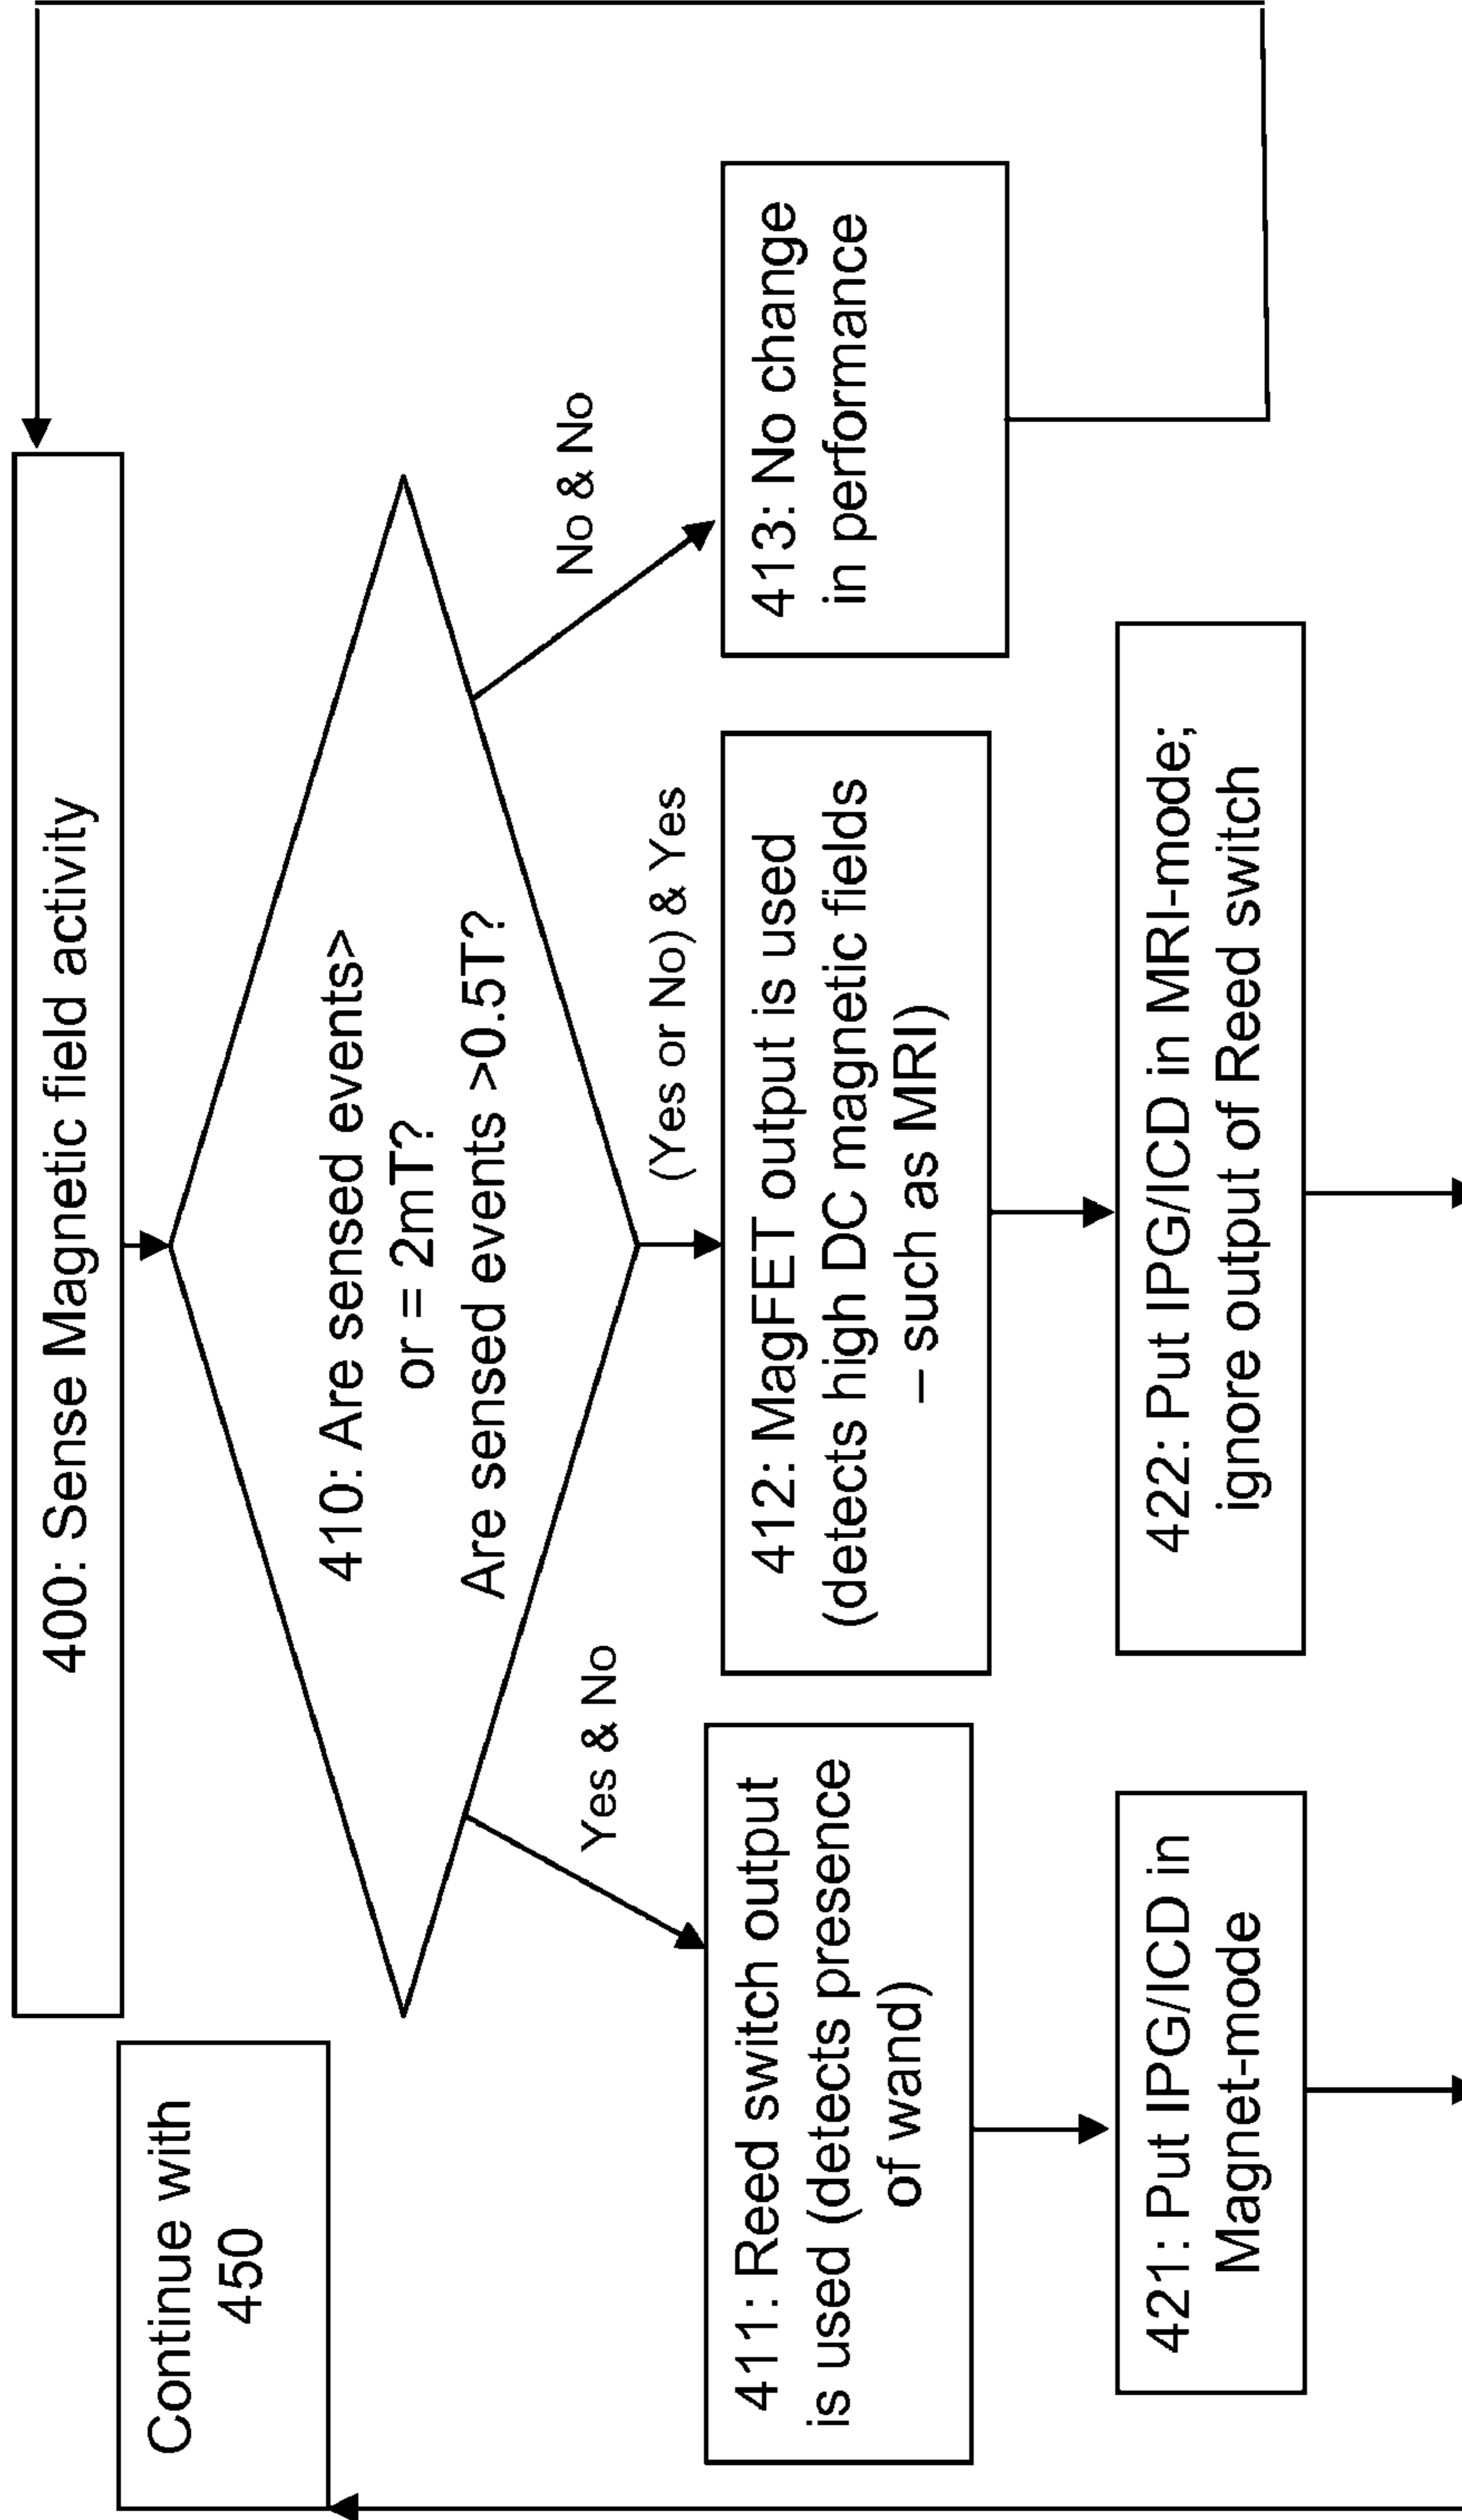 400: Sense Magnetic field activity
Continue with
450
410: Are sensed events>
or = 2mT?
Are sensed events >0.5T?
Yes & No
(Yes or No) & Yes
No & No
411: Reed switch output
is used (detects presence
of wand)
412: MagFET output is used
(detects high DC magnetic fields
– such as MRI)
413: No change
in performance
421: Put IPG/ICD in
Magnet-mode
422: Put IPG/ICD in MRI-mode;
ignore output of Reed switch